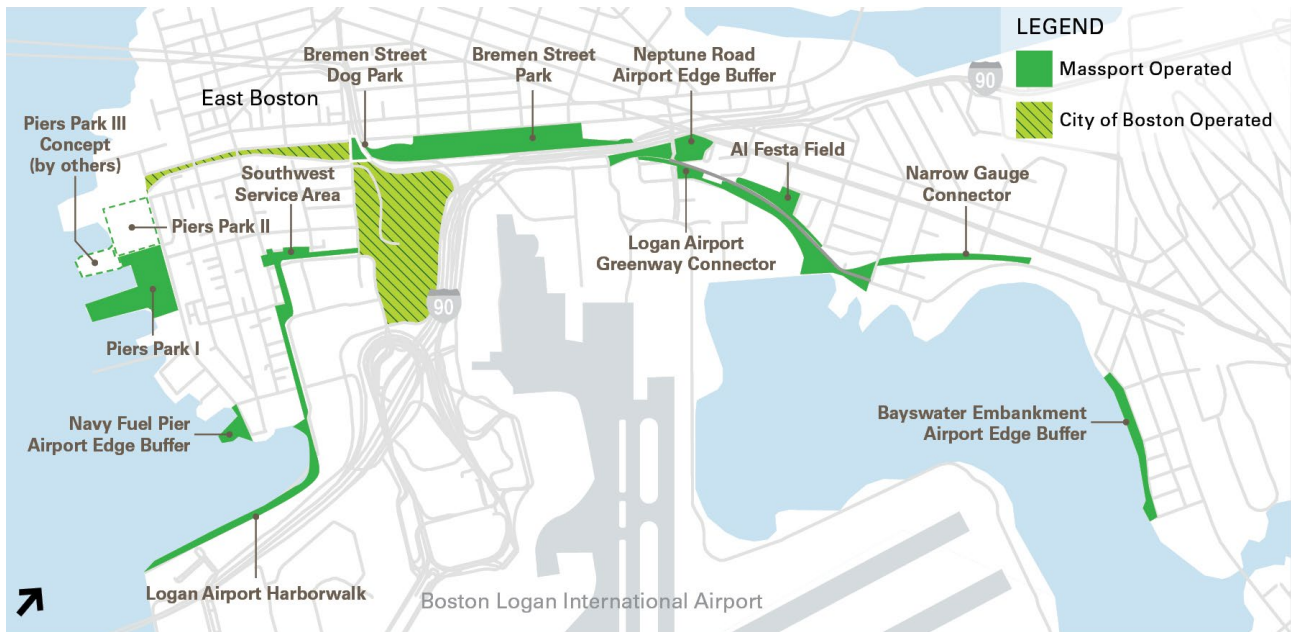 LEGEND
Massport Operated
City of Boston Operated
90
Bremen Street
Dog Park
Bremen Street
Park
Neptune Road
Airport Edge Buffer
East Boston
Piers Park III
Concept
(by others)
Al Festa Field
Southwest
Service Area
Narrow Gauge
Connector
Piers Park II
Logan Airport
Greenway Connector
90
Piers Park I
Navy Fuel Pier
Airport Edge Buffer
Bayswater Embankment
Airport Edge Buffer
Logan Airport Harborwalk
Boston Logan International Airport